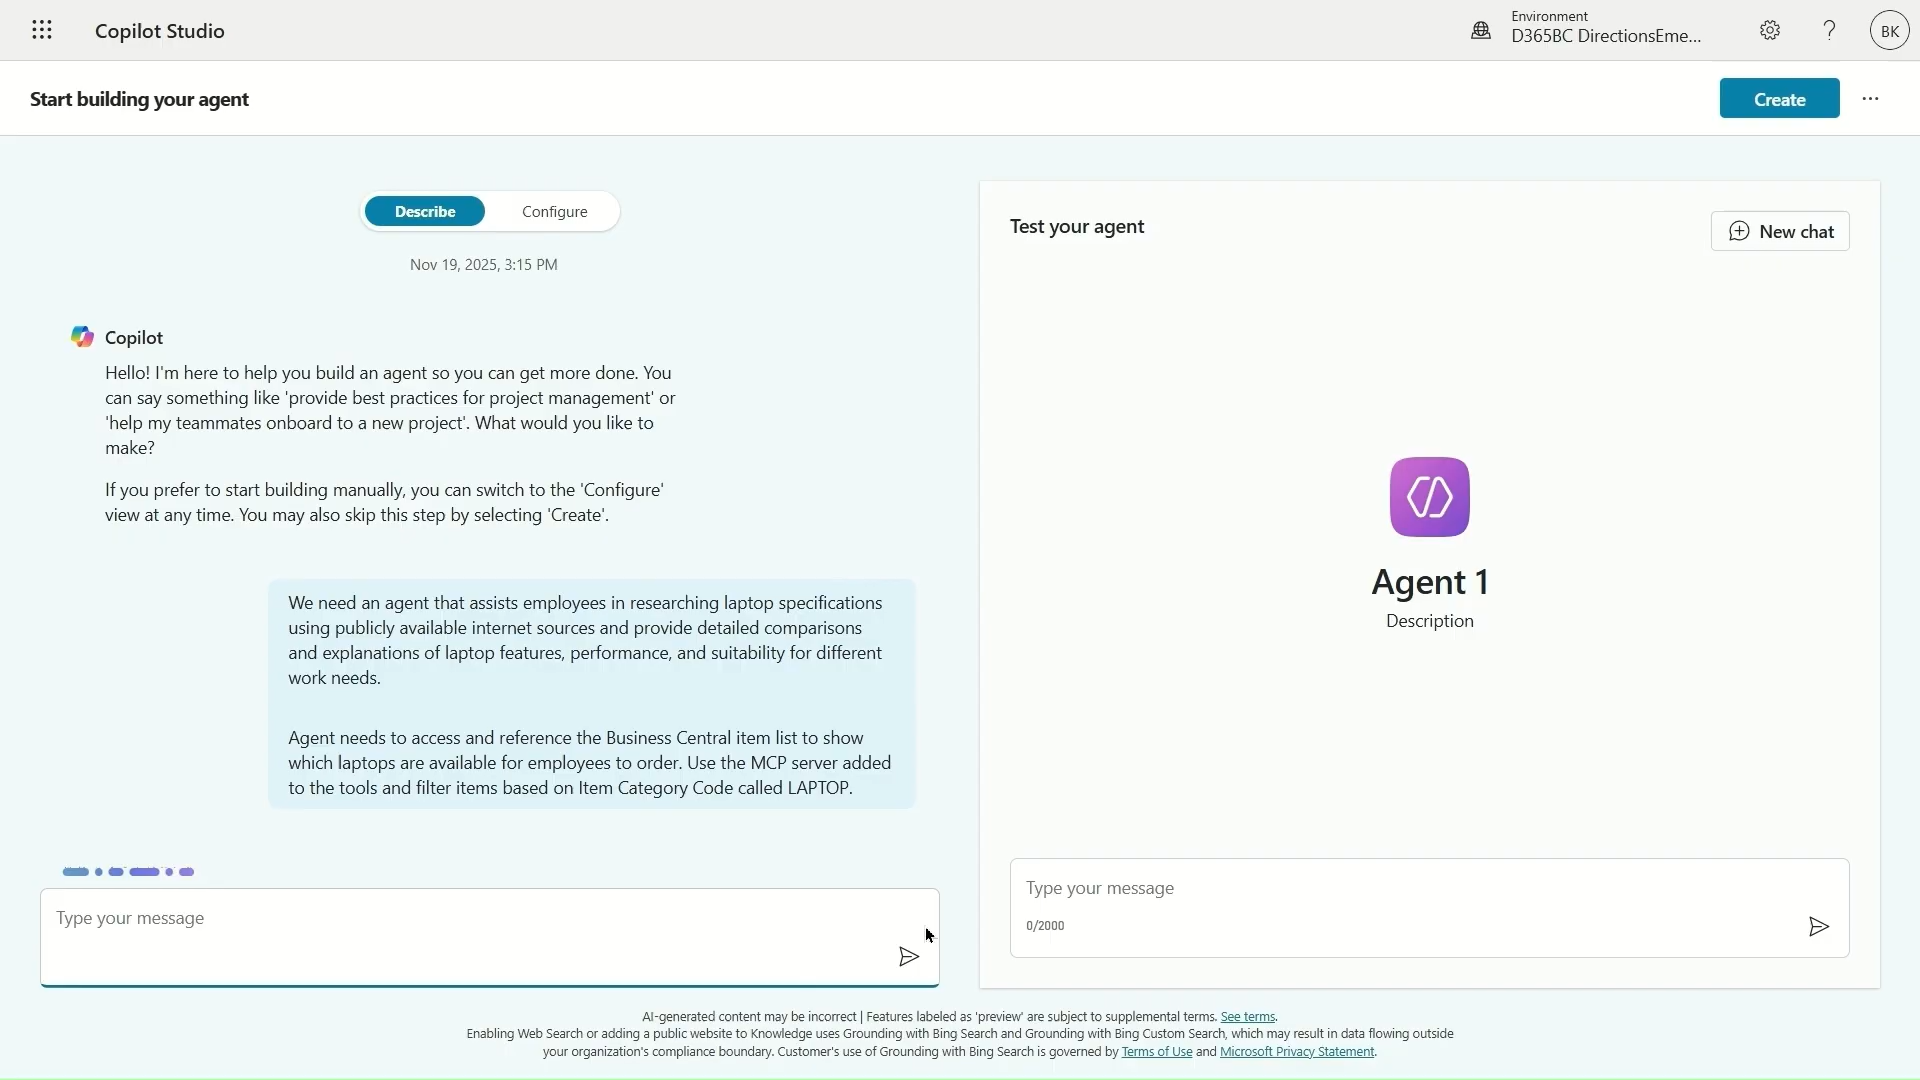 Copilot Studio
Environment
D365BC DirectionsEme...
BK
Start building your agent
Create
Describe
Configure
Nov 19, 2025, 3:15 PM
Copilot
Hello! I'm here to help you build an agent so you can get more done. You
can say something like 'provide best practices for project management' or
'help my teammates onboard to a new project'. What would you like to
make?
If you prefer to start building manually, you can switch to the 'Configure'
view at any time. You may also skip this step by selecting 'Create'.
We need an agent that assists employees in researching laptop specifications
using publicly available internet sources and provide detailed comparisons
and explanations of laptop features, performance, and suitability for different
work needs.
Agent needs to access and reference the Business Central item list to show
which laptops are available for employees to order. Use the MCP server added
to the tools and filter items based on Item Category Code called LAPTOP.
Type your message
Test your agent
New chat
Agent 1
Description
Type your message
0/2000
AI-generated content may be incorrect | Features labeled as 'preview' are subject to supplemental terms. See terms.
Enabling Web Search or adding a public website to Knowledge uses Grounding with Bing Search and Grounding with Bing Custom Search, which may result in data flowing outside
your organization's compliance boundary. Customer's use of Grounding with Bing Search is governed by Terms of Use and Microsoft Privacy Statement.